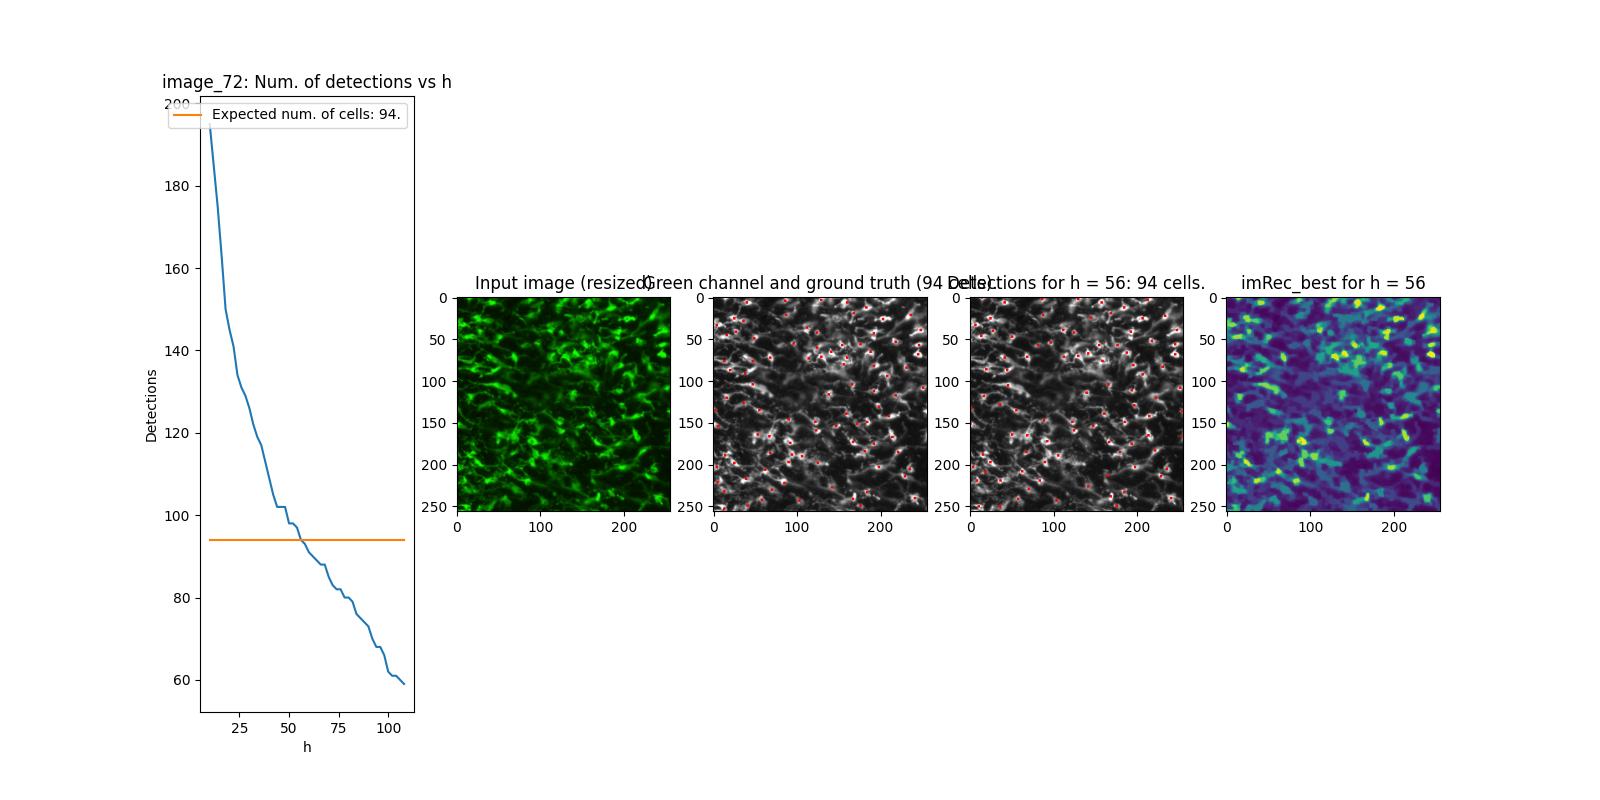 image_72: Num. of detections vs h
Expected num. of cells: 94.
200
180
160
140
120
100
80
60
Detections
25 50 75 100
h
Input image (resized)
0
50
100
150
200
250
0 100 200
Green channel and ground truth (94 cells).
0
50
100
150
200
250
0 100 200
Detections for h = 56: 94 cells.
0
50
100
150
200
250
0 100 200
imRec_best for h = 56
0
50
100
150
200
250
0 100 200